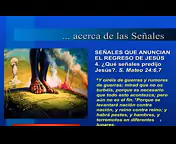 ... acerca de las Señales
SEÑALES QUE ANUNCIAN
EL REGRESO DE JESÚS
4. ¿Qué señales predijo
Jesús?. S. Mateo 24:6,7
"Y oiréis de guerras y rumores
de guerras; mirad que no os
turbéis, porque es necesario
que todo esto acontezca, pero
aún no es el fin. "Porque se
levantará nación contra
nación, y reino contra reino;
y habrá pestes, y hambres, y
terremotos en diferentes
lugares.